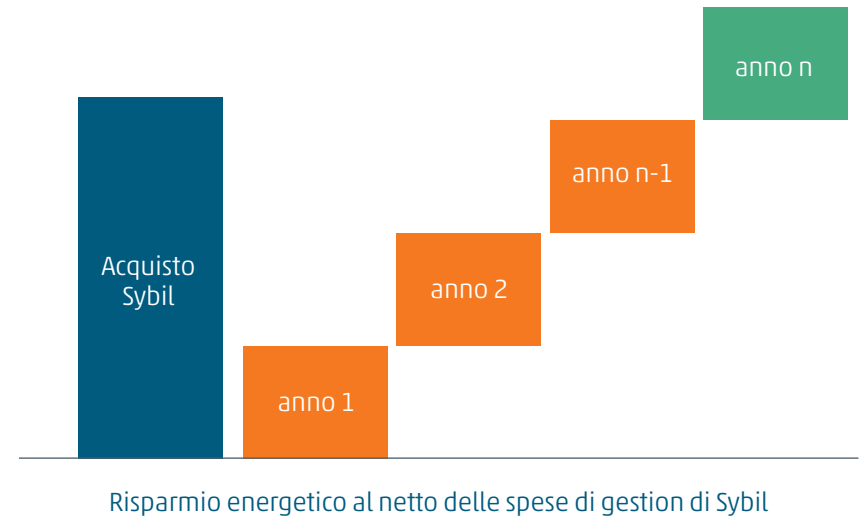 anno n
anno n-1
Acquisto
Sybil
anno 2
anno 1
Risparmio energetico al netto delle spese di gestion di Sybil